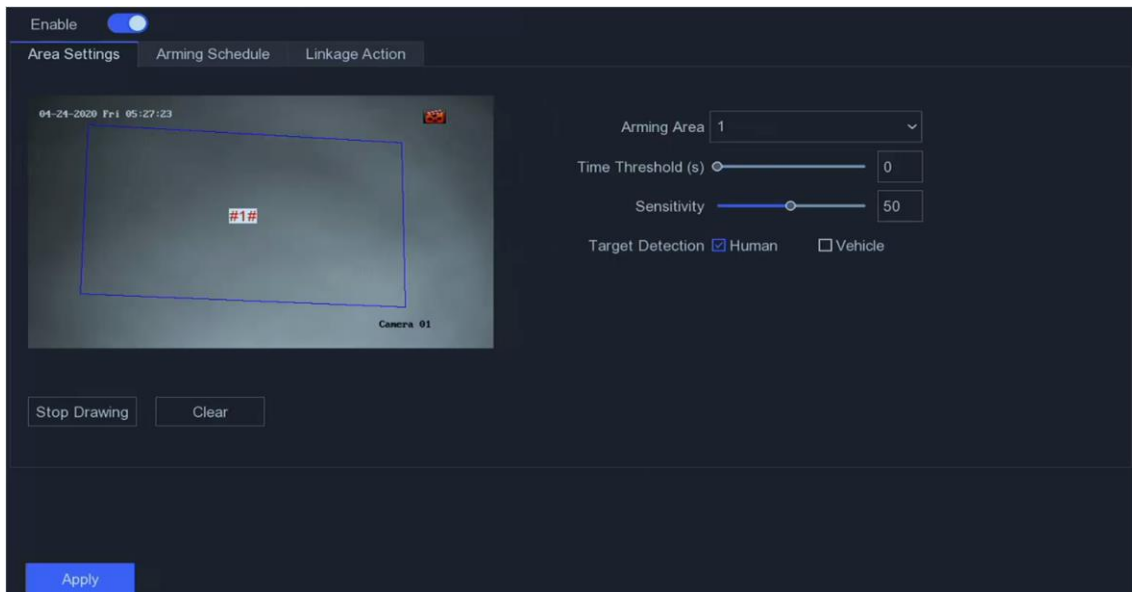 Enable
Area Settings Arming Schedule Linkage Action
04-24-2020 Fri 05:27:23
#1#
Camera 01
Arming Area 1
Time Threshold (s) 0
Sensitivity 50
Target Detection Human Vehicle
Stop Drawing Clear
Apply